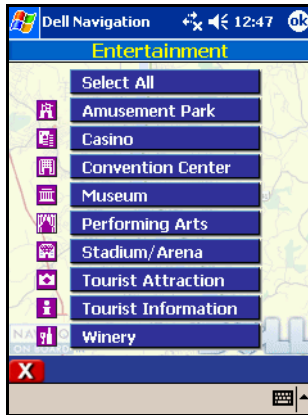 Dell Navigation 12:47 ok
Entertainment
Select All
Amusement Park
Casino
Convention Center
Museum
Performing Arts
Stadium/Arena
Tourist Attraction
Tourist Information
Winery
X